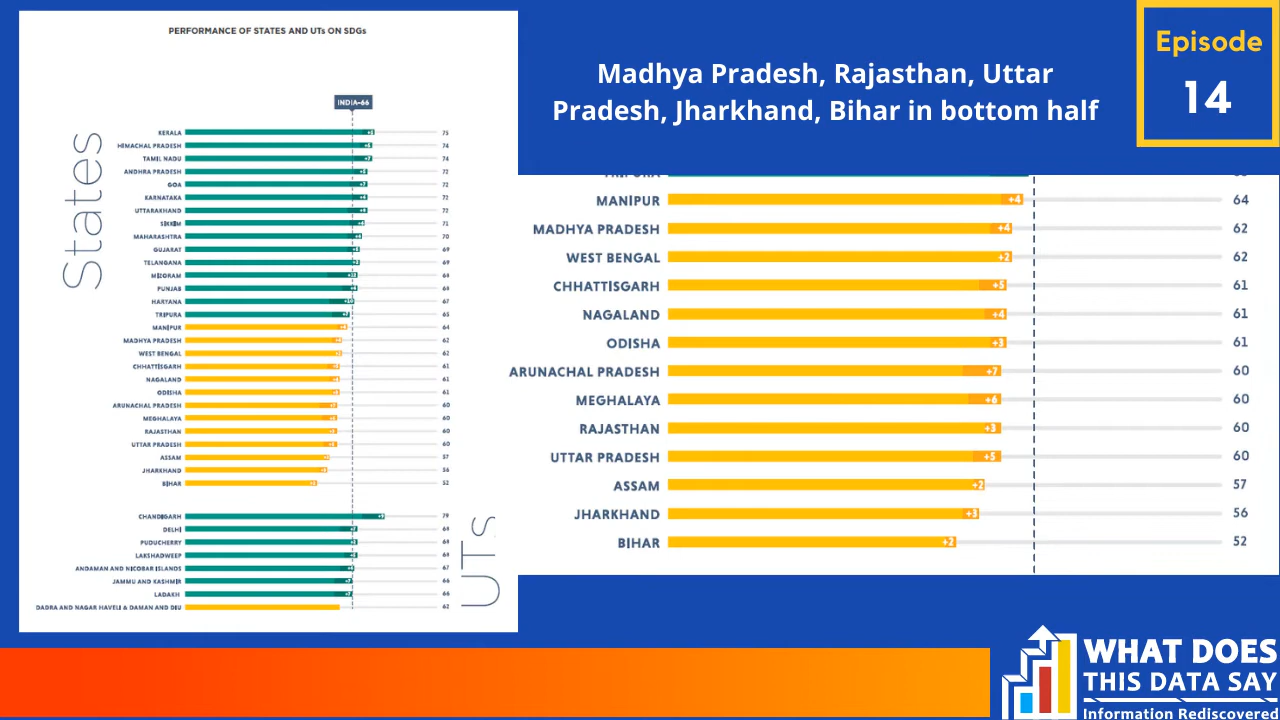 PERFORMANCE OF STATES AND UTs ON SDGs
INDIA-66
States
KERALA 75
HIMACHAL PRADESH 74
TAMIL NADU 74
ANDHRA PRADESH 72
GOA 72
KARNATAKA 72
UTTARAKHAND 72
SIKKIM 71
MAHARASHTRA 70
GUJARAT 69
TELANGANA 69
MIZORAM 68
PUNJAB 68
HARYANA 67
TRIPURA 65
MANIPUR 64
MADHYA PRADESH 62
WEST BENGAL 62
CHHATTISGARH 61
NAGALAND 61
ODISHA 61
ARUNACHAL PRADESH 60
MEGHALAYA 60
RAJASTHAN 60
UTTAR PRADESH 60
ASSAM 57
JHARKHAND 56
BIHAR 52
UTs
CHANDIGARH 79
DELHI 68
PUDUCHERRY 68
LAKSHADWEEP 68
ANDAMAN AND NICOBAR ISLANDS 67
JAMMU AND KASHMIR 66
LADAKH 66
DADRA AND NAGAR HAVELI & DAMAN AND DIU 62
Madhya Pradesh, Rajasthan, Uttar
Pradesh, Jharkhand, Bihar in bottom half
Episode
14
MANIPUR +4 64
MADHYA PRADESH +4 62
WEST BENGAL +2 62
CHHATTISGARH +5 61
NAGALAND +4 61
ODISHA +3 61
ARUNACHAL PRADESH +7 60
MEGHALAYA +6 60
RAJASTHAN +3 60
UTTAR PRADESH +5 60
ASSAM +2 57
JHARKHAND +3 56
BIHAR +2 52
WHAT DOES
THIS DATA SAY
Information Rediscovered